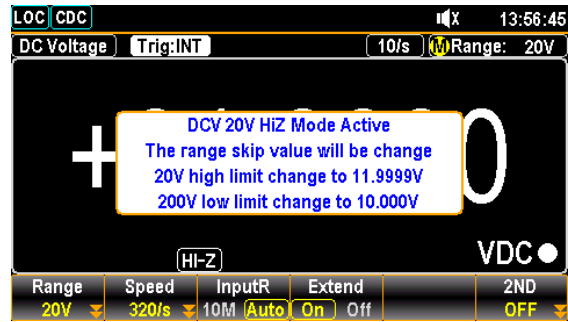 LOC CDC X 13:56:45
DC Voltage Trig:INT 10/s M Range: 20V
DCV 20V HiZ Mode Active
The range skip value will be change
20V high limit change to 11.9999V
200V low limit change to 10.000V
HI-Z VDC
Range Speed InputR Extend 2ND
20V 320/s 10M Auto On Off OFF